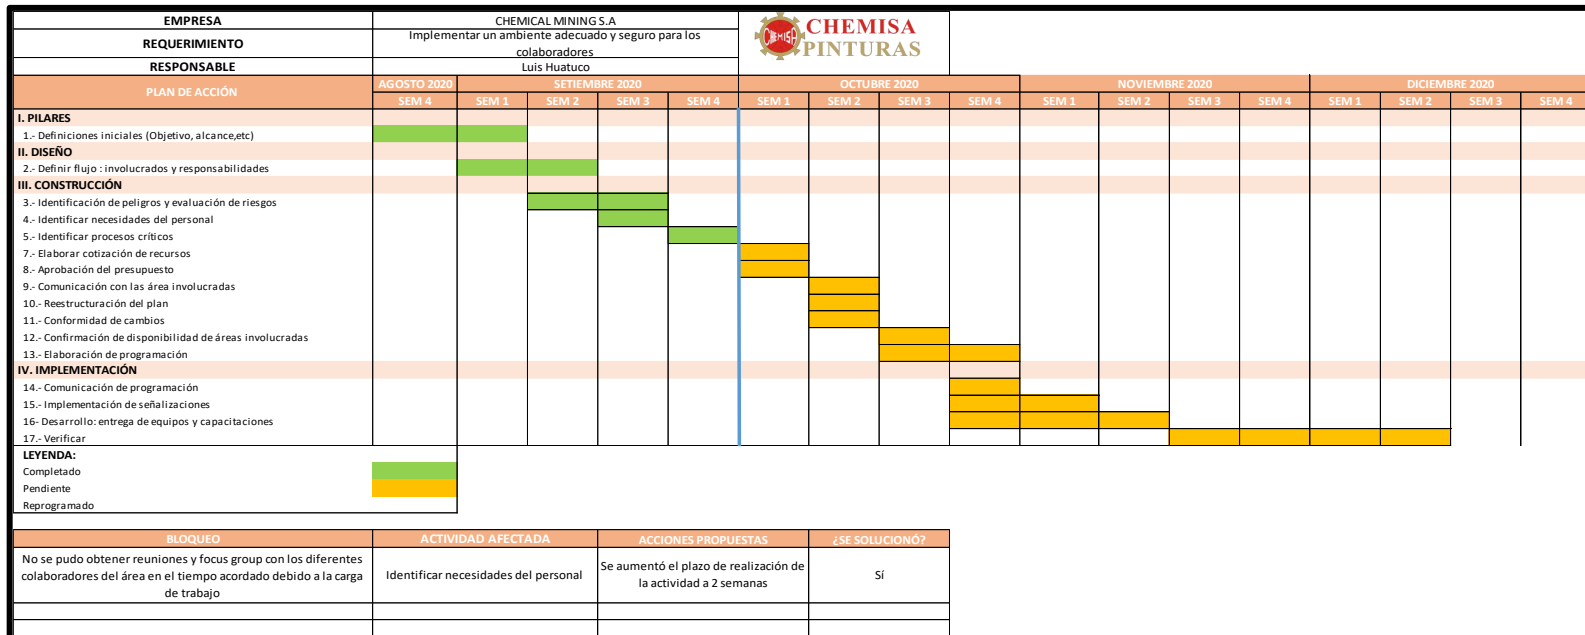 EMPRESA CHEMICAL MINING S.A
REQUERIMIENTO Implementar un ambiente adecuado y seguro para los
colaboradores
RESPONSABLE Luis Huatuco
CHEMISA
CHEMISA
PINTURAS
PLAN DE ACCIÓN AGOSTO 2020 SETIEMBRE 2020 OCTUBRE 2020 NOVIEMBRE 2020 DICIEMBRE 2020
SEM 4 SEM 1 SEM 2 SEM 3 SEM 4 SEM 1 SEM 2 SEM 3 SEM 4 SEM 1 SEM 2 SEM 3 SEM 4 SEM 1 SEM 2 SEM 3 SEM 4
I. PILARES
1.- Definiciones iniciales (Objetivo, alcance,etc)
II. DISEÑO
2.- Definir flujo : involucrados y responsabilidades
III. CONSTRUCCIÓN
3.- Identificación de peligros y evaluación de riesgos
4.- Identificar necesidades del personal
5.- Identificar procesos críticos
7.- Elaborar cotización de recursos
8.- Aprobación del presupuesto
9.- Comunicación con las área involucradas
10.- Reestructuración del plan
11.- Conformidad de cambios
12.- Confirmación de disponibilidad de áreas involucradas
13.- Elaboración de programación
IV. IMPLEMENTACIÓN
14.- Comunicación de programación
15.- Implementación de señalizaciones
16- Desarrollo: entrega de equipos y capacitaciones
17.- Verificar
LEYENDA:
Completado
Pendiente
Reprogramado
BLOQUEO ACTIVIDAD AFECTADA ACCIONES PROPUESTAS ¿SE SOLUCIONÓ?
No se pudo obtener reuniones y focus group con los diferentes
colaboradores del área en el tiempo acordado debido a la carga
de trabajo
Identificar necesidades del personal
Se aumentó el plazo de realización de
la actividad a 2 semanas
Sí